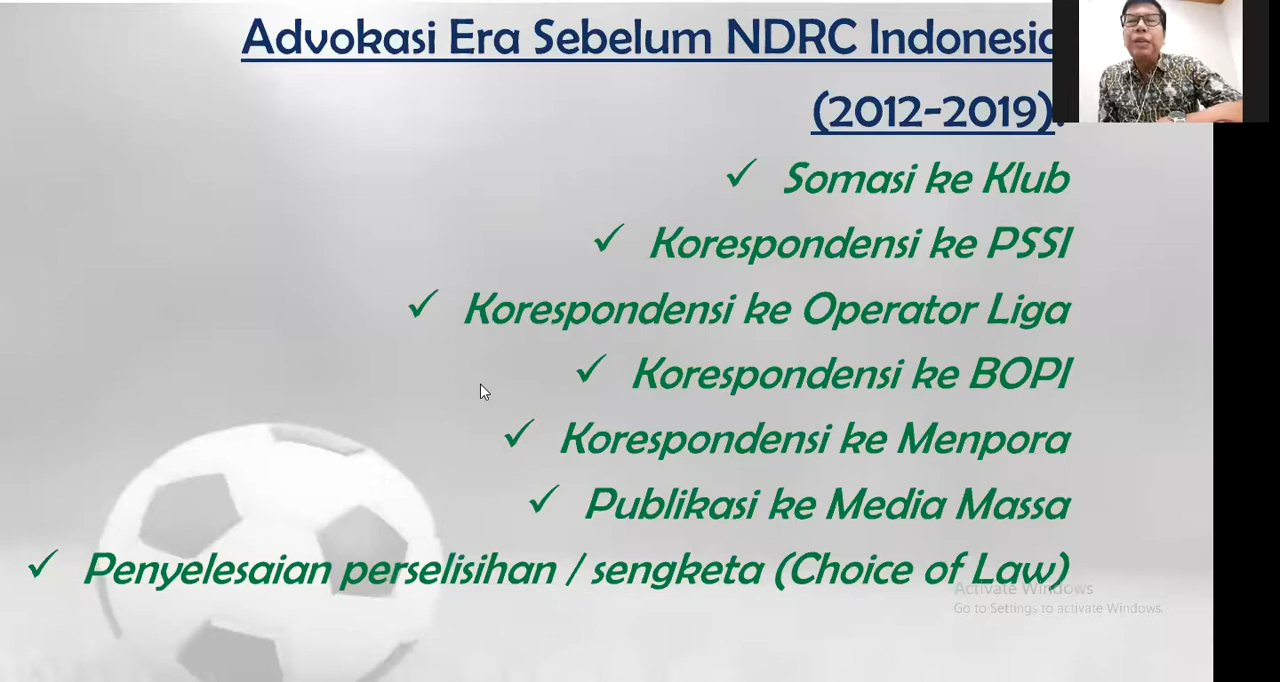 Advokasi Era Sebelum NDRC Indonesia
(2012-2019).
✓ Somasi ke Klub
✓ Korespondensi ke PSSI
✓ Korespondensi ke Operator Liga
✓ Korespondensi ke BOPI
✓ Korespondensi ke Menpora
✓ Publikasi ke Media Massa
✓ Penyelesaian perselisihan / sengketa (Choice of Law)
Activate Windows
Go to Settings to activate Windows.